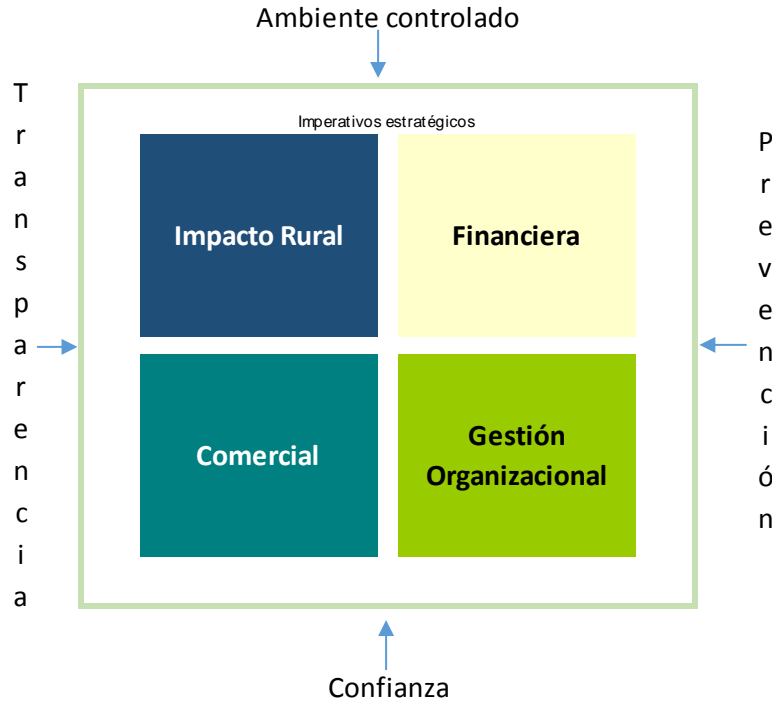 Ambiente controlado
Transparencia
Imperativos estratégicos
Impacto Rural
Financiera
Comercial
Gestión
Organizacional
Prevención
Confianza